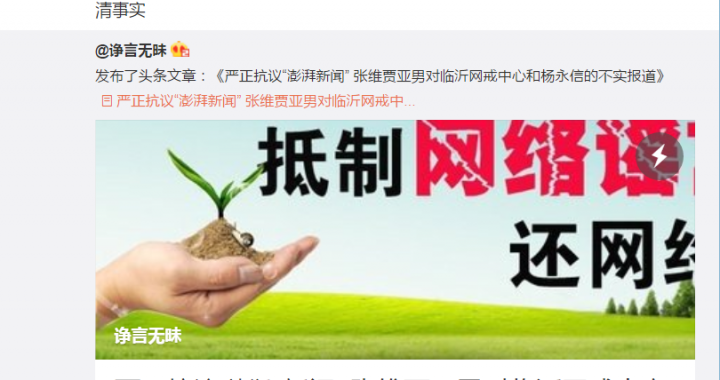 清事实
@诤言无昧
发布了头条文章：《严正抗议“澎湃新闻” 张维贾亚男对临沂网戒中心和杨永信的不实报道》
严正抗议“澎湃新闻” 张维贾亚男对临沂网戒中...
抵制网络谣言
还网络
诤言无昧